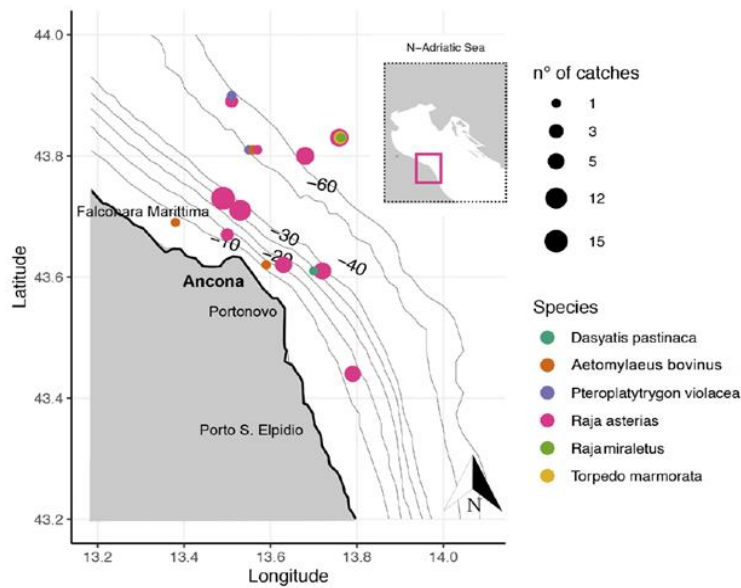 N-Adriatic Sea
44.0
43.8
43.6
43.4
43.2
Latitude
13.2
13.4
13.6
13.8
14.0
Longitude
Falconara Marittima
Ancona
Portonovo
Porto S. Elpidio
-10
-20
-30
-40
-60
N
n° of catches
1
3
5
12
15
Species
Dasyatis pastinaca
Aetomylaeus bovinus
Pteroplatytrygon violacea
Raja asterias
Rajamiraletus
Torpedo marmorata